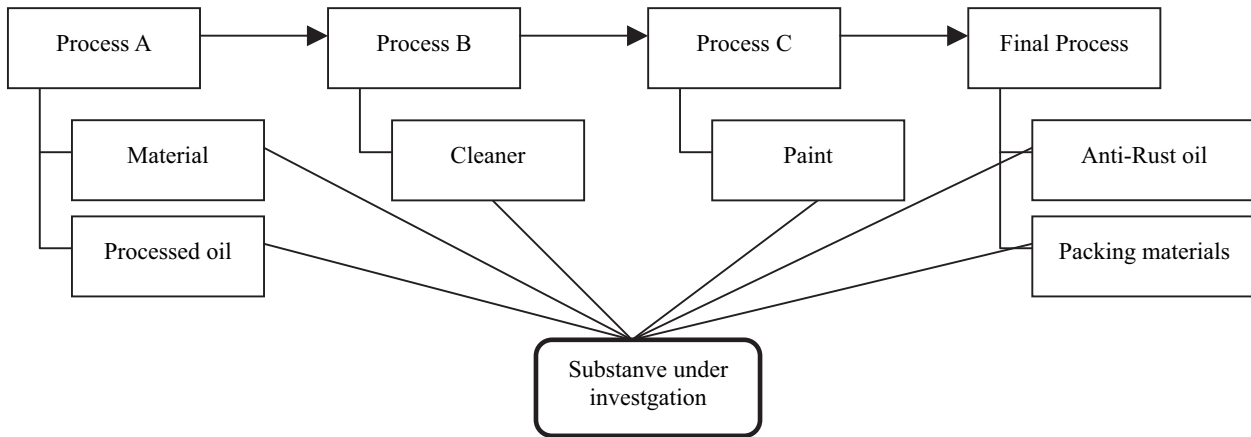 Process A
Process B
Process C
Final Process
Material
Cleaner
Paint
Anti-Rust oil
Processed oil
Packing materials
Substanve under
investgation